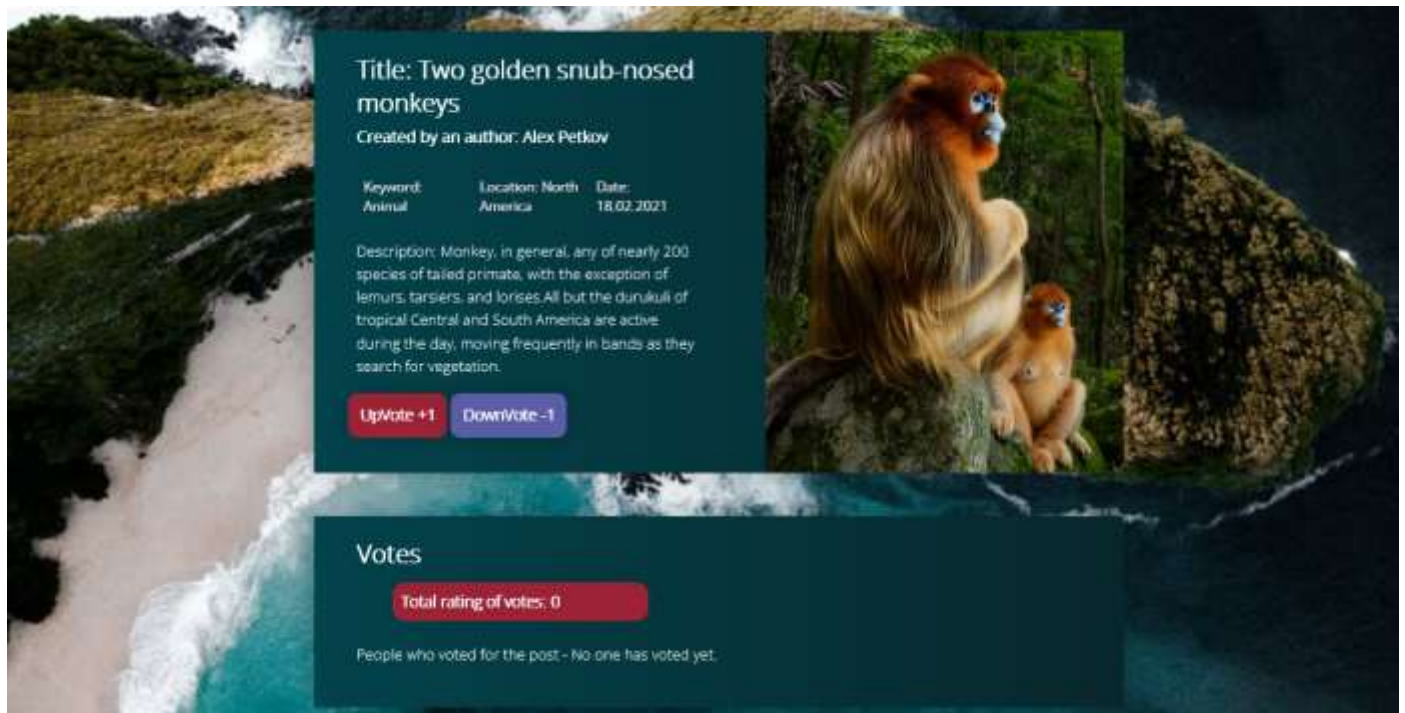 Title: Two golden snub-nosed
monkeys
Created by an author: Alex Petkov
Keyword: Location: North Date:
Animal America 18.02.2021
Description: Monkey, in general, any of nearly 200
species of tailed primate, with the exception of
lemurs, tarsiers, and lorises.All but the durukuli of
tropical Central and South America are active
during the day, moving frequently in bands as they
search for vegetation.
UpVote +1 DownVote -1
Votes
Total rating of votes: 0
People who voted for the post - No one has voted yet.